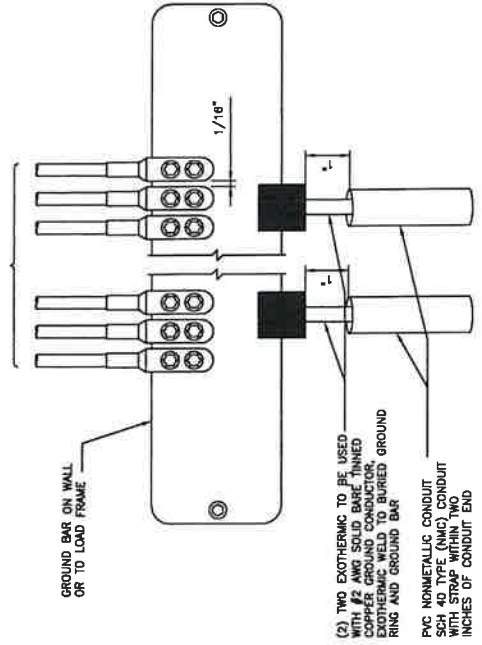 GROUND BAR ON WALL
OR TO LOAD FRAME
1/16"
1"
1"
(2) TWO EXOTHERMIC TO BE USED
WITH #2 AWG SOLID BARE TINNED
COPPER GROUND CONDUCTOR,
EXOTHERMIC WELD TO BURIED GROUND
RING AND GROUND BAR
PVC NONMETALLIC CONDUIT
SCH 40 TYPE (NMC) CONDUIT
WITH STRAP WITHIN TWO
INCHES OF CONDUIT END